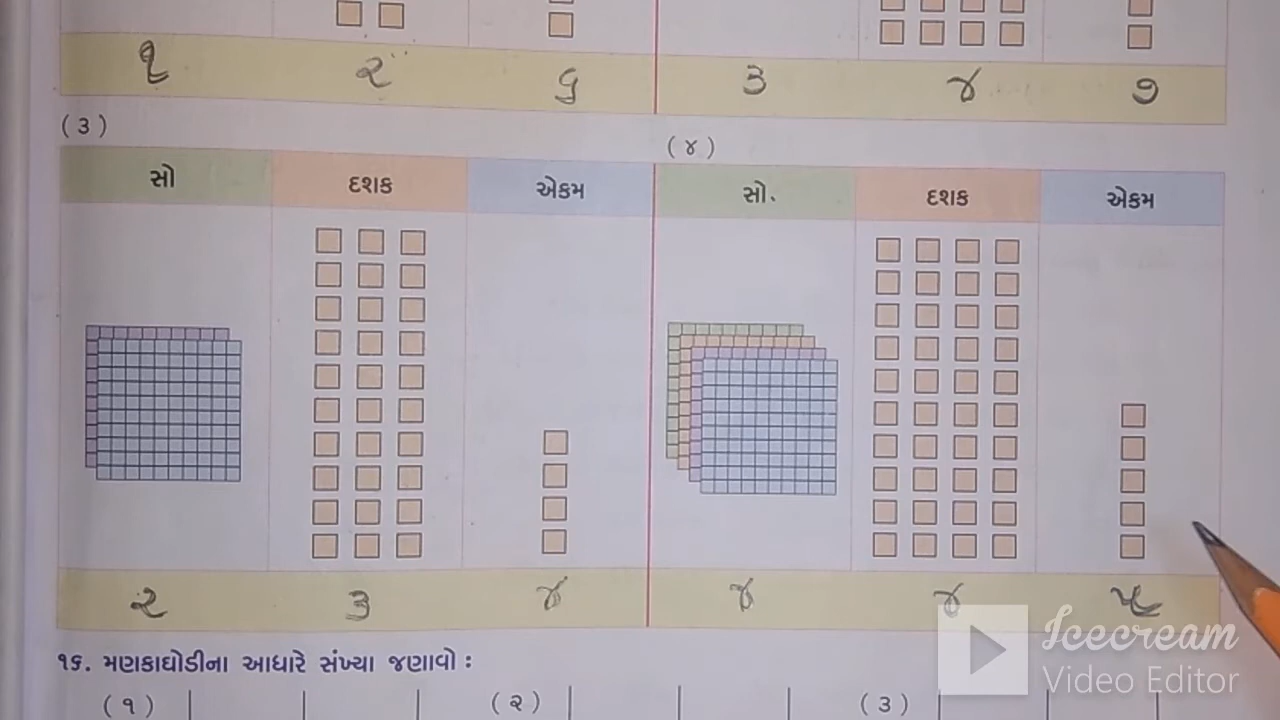 ૧ ૨ ૬ ૩ ૪ ૭
(૩) (૪)
સો દશક એકમ સો. દશક એકમ
૨ ૩ ૪ ૪ ૪ ૫
Icecream
Video Editor
૧૬. મણકાઘોડીના આધારે સંખ્યા જણાવો :
(૧) (૨) (૩)